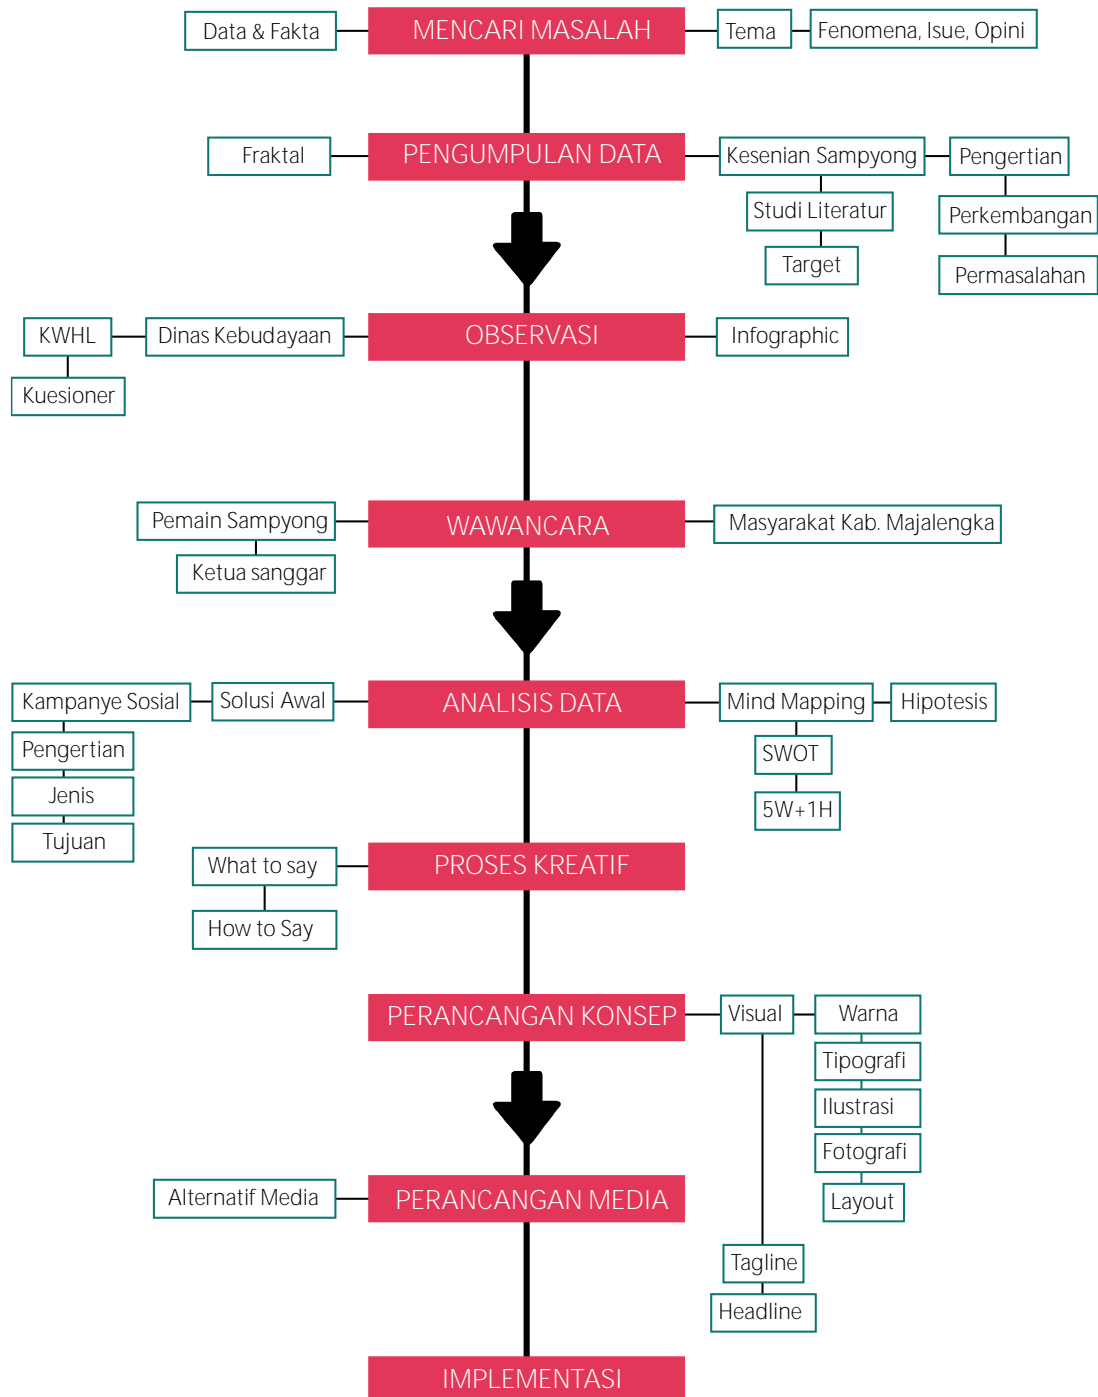 Data & Fakta
MENCARI MASALAH
Tema
Fenomena, Isue, Opini
Fraktal
PENGUMPULAN DATA
Kesenian Sampyong
Pengertian
Studi Literatur
Perkembangan
Target
Permasalahan
KWHL
Dinas Kebudayaan
OBSERVASI
Infographic
Kuesioner
Pemain Sampyong
WAWANCARA
Masyarakat Kab. Majalengka
Ketua sanggar
Kampanye Sosial
Solusi Awal
ANALISIS DATA
Mind Mapping
Hipotesis
Pengertian
SWOT
Jenis
5W+1H
Tujuan
What to say
PROSES KREATIF
How to Say
PERANCANGAN KONSEP
Visual
Warna
Tipografi
Ilustrasi
Fotografi
Layout
Alternatif Media
PERANCANGAN MEDIA
Tagline
Headline
IMPLEMENTASI